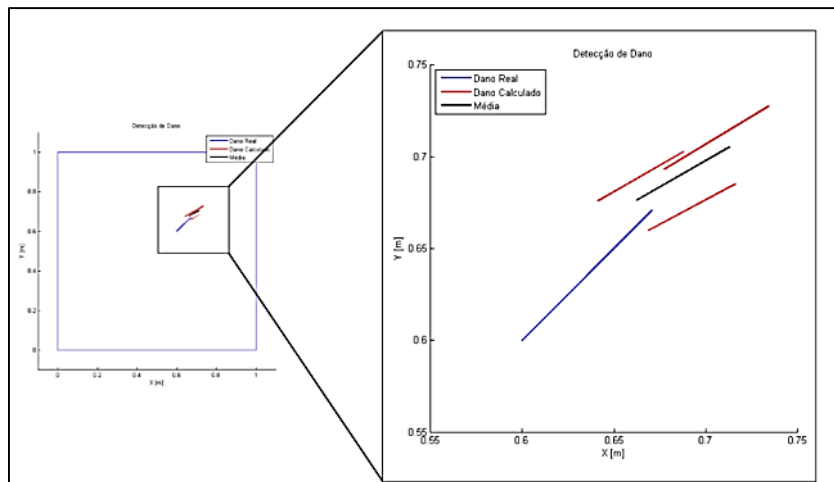 Detecção de Dano
Dano Real
Dano Calculado
Média
1
0.8
0.6
0.4
0.2
0
Y [m]
0
0.2
0.4
0.6
0.8
1
X [m]
Detecção de Dano
Dano Real
Dano Calculado
Média
0.75
0.7
0.65
0.6
0.55
Y [m]
0.55
0.6
0.65
0.7
0.75
X [m]